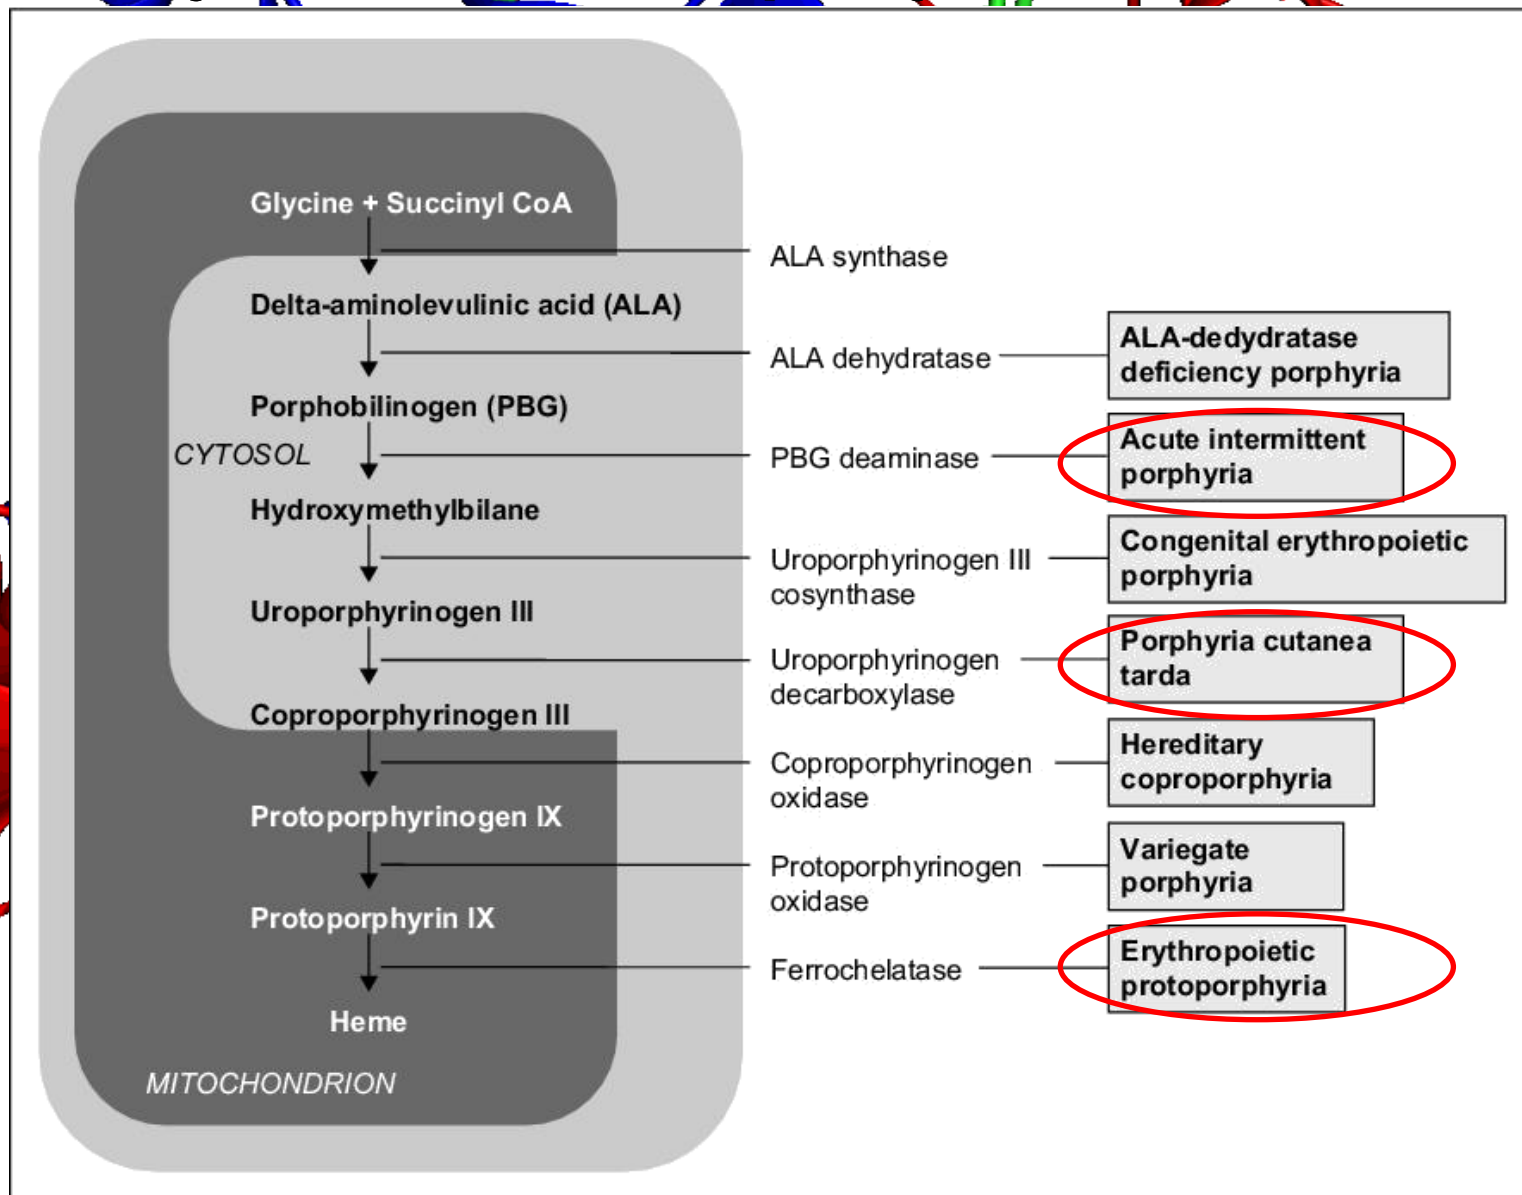 Glycine + Succinyl CoA
ALA synthase
Delta-aminolevulinic acid (ALA)
ALA dehydratase
ALA-dedydratase
deficiency porphyria
Porphobilinogen (PBG)
CYTOSOL
PBG deaminase
Acute intermittent
porphyria
Hydroxymethylbilane
Uroporphyrinogen III
cosynthase
Congenital erythropoietic
porphyria
Uroporphyrinogen III
Uroporphyrinogen
decarboxylase
Porphyria cutanea
tarda
Coproporphyrinogen III
Coproporphyrinogen
oxidase
Hereditary
coproporphyria
Protoporphyrinogen IX
Protoporphyrinogen
oxidase
Variegate
porphyria
Protoporphyrin IX
Ferrochelatase
Erythropoietic
protoporphyria
Heme
MITOCHONDRION